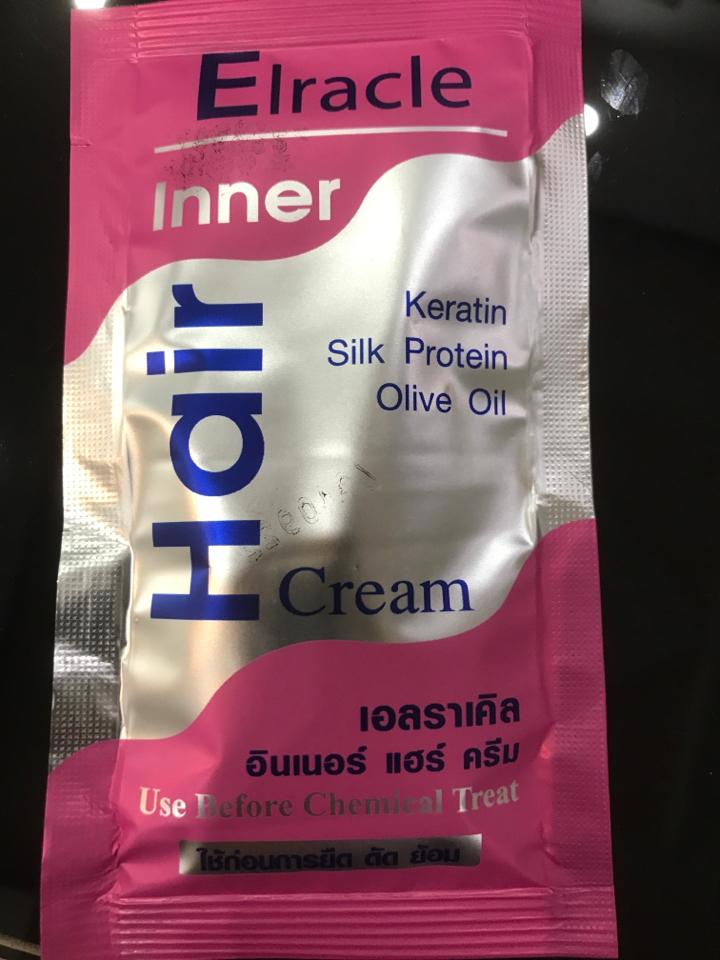 Elracle
Inner
Hair
Keratin
Silk Protein
Olive Oil
Cream
เอลราเคิล
อินเนอร์ แฮร์ ครีม
Use Before Chemical Treat
ใช้ก่อนการยืด ดัด ย้อม